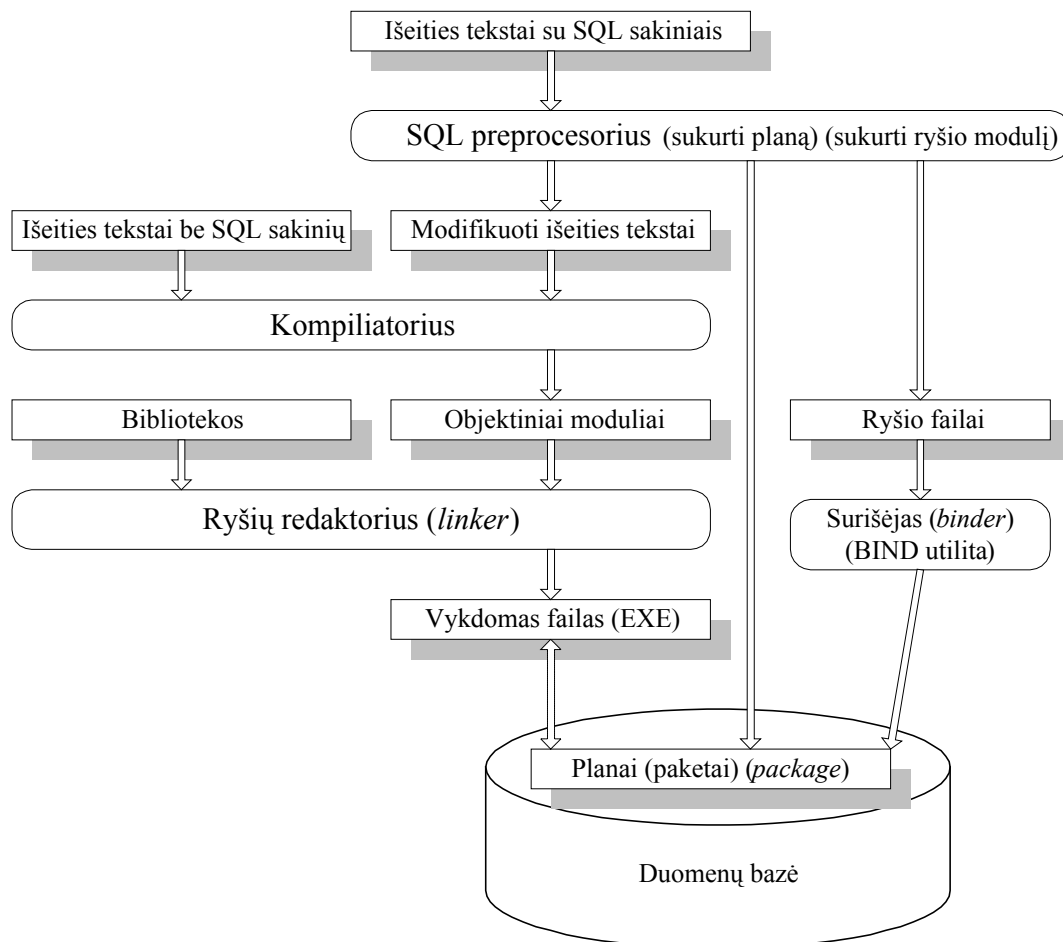 Išeities tekstai su SQL sakiniais
SQL preprocesorius (sukurti planą) (sukurti ryšio modulį)
Išeities tekstai be SQL sakinių
Modifikuoti išeities tekstai
Kompiliatorius
Bibliotekos
Objektiniai moduliai
Ryšio failai
Ryšių redaktorius (linker)
Surišėjas (binder)
(BIND utilita)
Vykdomas failas (EXE)
Planai (paketai) (package)
Duomenų bazė